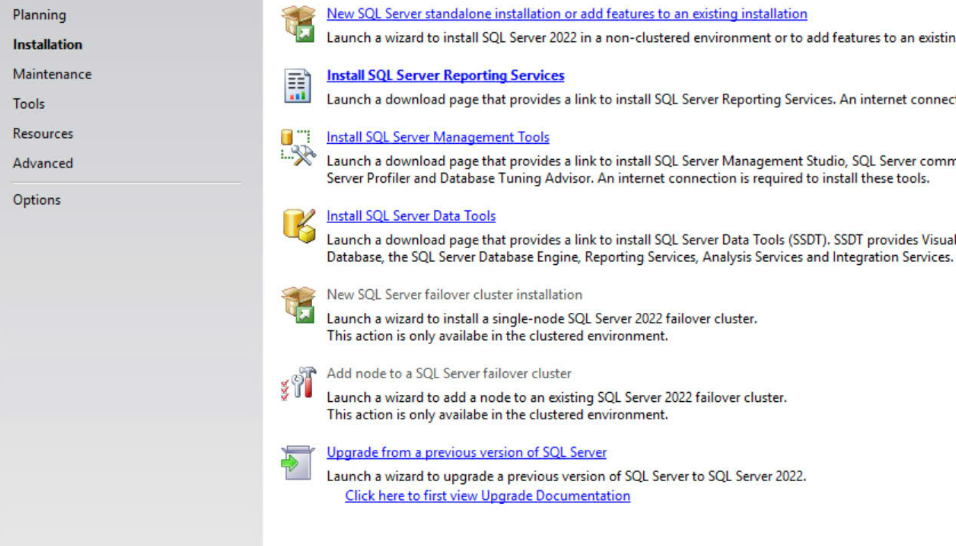 Planning
Installation
Maintenance
Tools
Resources
Advanced
Options
New SQL Server standalone installation or add features to an existing installation
Launch a wizard to install SQL Server 2022 in a non-clustered environment or to add features to an
Install SQL Server Reporting Services
Launch a download page that provides a link to install SQL Server Reporting Services. An internet
Install SQL Server Management Tools
Launch a download page that provides a link to install SQL Server Management Studio, SQL Server
Server Profiler and Database Tuning Advisor. An internet connection is required to install these tools.
Install SQL Server Data Tools
Launch a download page that provides a link to install SQL Server Data Tools (SSDT). SSDT provides Visual
Database, the SQL Server Database Engine, Reporting Services, Analysis Services and Integration Services.
New SQL Server failover cluster installation
Launch a wizard to install a single-node SQL Server 2022 failover cluster.
This action is only availabe in the clustered environment.
Add node to a SQL Server failover cluster
Launch a wizard to add a node to an existing SQL Server 2022 failover cluster.
This action is only availabe in the clustered environment.
Upgrade from a previous version of SQL Server
Launch a wizard to upgrade a previous version of SQL Server to SQL Server 2022.
Click here to first view Upgrade Documentation